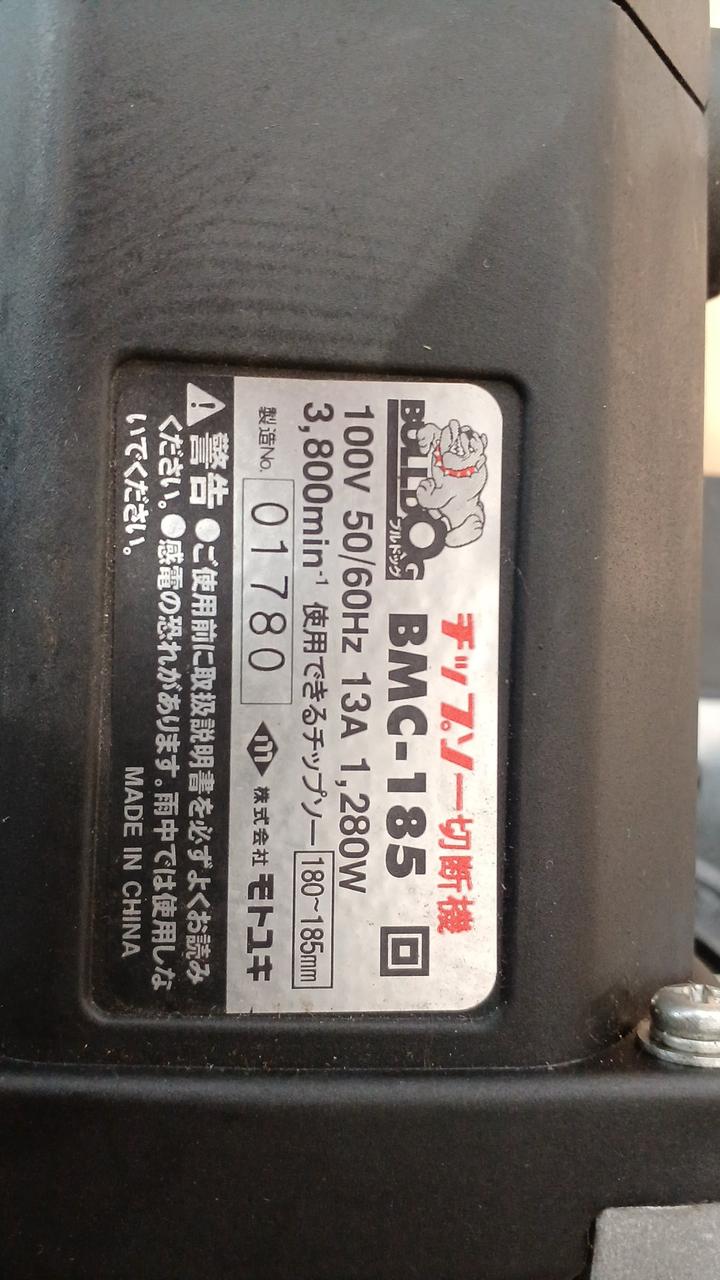 チップソー切断機
BULLDOG
ブルドッグ
BMC-185
100V 50/60Hz 13A 1,280W
3,800min⁻¹ 使用できるチップソー 180~185mm
製造No. 01780 m 株式会社 モトユキ
警告 ●ご使用前に取扱説明書を必ずよくお読み
ください。●感電の恐れがあります。雨中では使用しな
いでください。
MADE IN CHINA